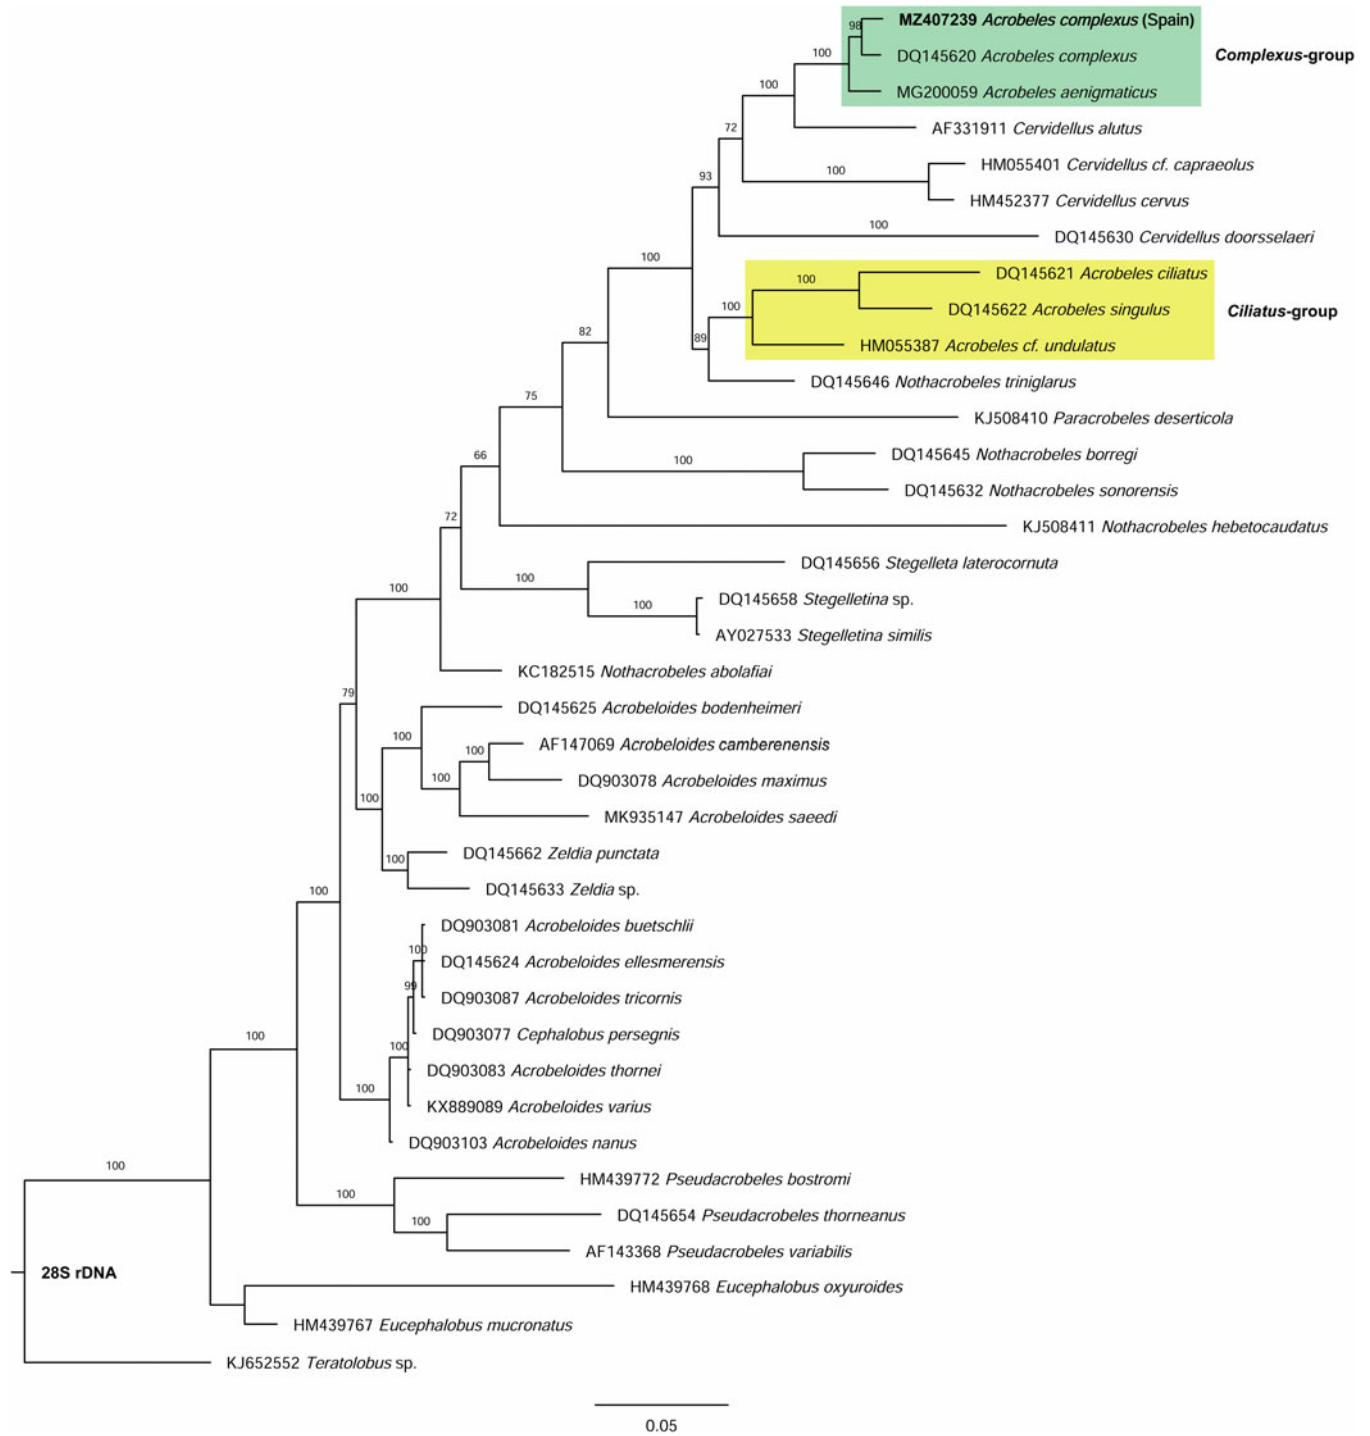 MZ407239 Acrobeles complexus (Spain)
98
DQ145620 Acrobeles complexus
Complexus-group
100
MG200059 Acrobeles aenigmaticus
100
AF331911 Cervidellus alutus
72
HM055401 Cervidellus cf. capraeolus
100
93
HM452377 Cervidellus cervus
100
DQ145630 Cervidellus doorsselaeri
100
DQ145621 Acrobeles ciliatus
100
100
DQ145622 Acrobeles singulus
Ciliatus-group
82
89
HM055387 Acrobeles cf. undulatus
DQ145646 Nothacrobeles triniglarus
75
KJ508410 Paracrobeles deserticola
66
DQ145645 Nothacrobeles borregi
100
DQ145632 Nothacrobeles sonorensis
72
KJ508411 Nothacrobeles hebetocaudatus
DQ145656 Stegelleta laterocornuta
100
100
DQ145658 Stegelletina sp.
100
AY027533 Stegelletina similis
KC182515 Nothacrobeles abolafiai
79
DQ145625 Acrobeloides bodenheimeri
100
AF147069 Acrobeloides camberenensis
100
DQ903078 Acrobeloides maximus
100
100
MK935147 Acrobeloides saeedi
DQ145662 Zeldia punctata
100
DQ145633 Zeldia sp.
100
DQ903081 Acrobeloides buetschlii
100
DQ145624 Acrobeloides ellesmerensis
99
DQ903087 Acrobeloides tricornis
DQ903077 Cephalobus persegnis
100
100
DQ903083 Acrobeloides thornei
100
KX889089 Acrobeloides varius
DQ903103 Acrobeloides nanus
100
HM439772 Pseudacrobeles bostromi
100
DQ145654 Pseudacrobeles thorneanus
100
AF143368 Pseudacrobeles variabilis
28S rDNA
HM439768 Eucephalobus oxyuroides
HM439767 Eucephalobus mucronatus
KJ652552 Teratolobus sp.
0.05